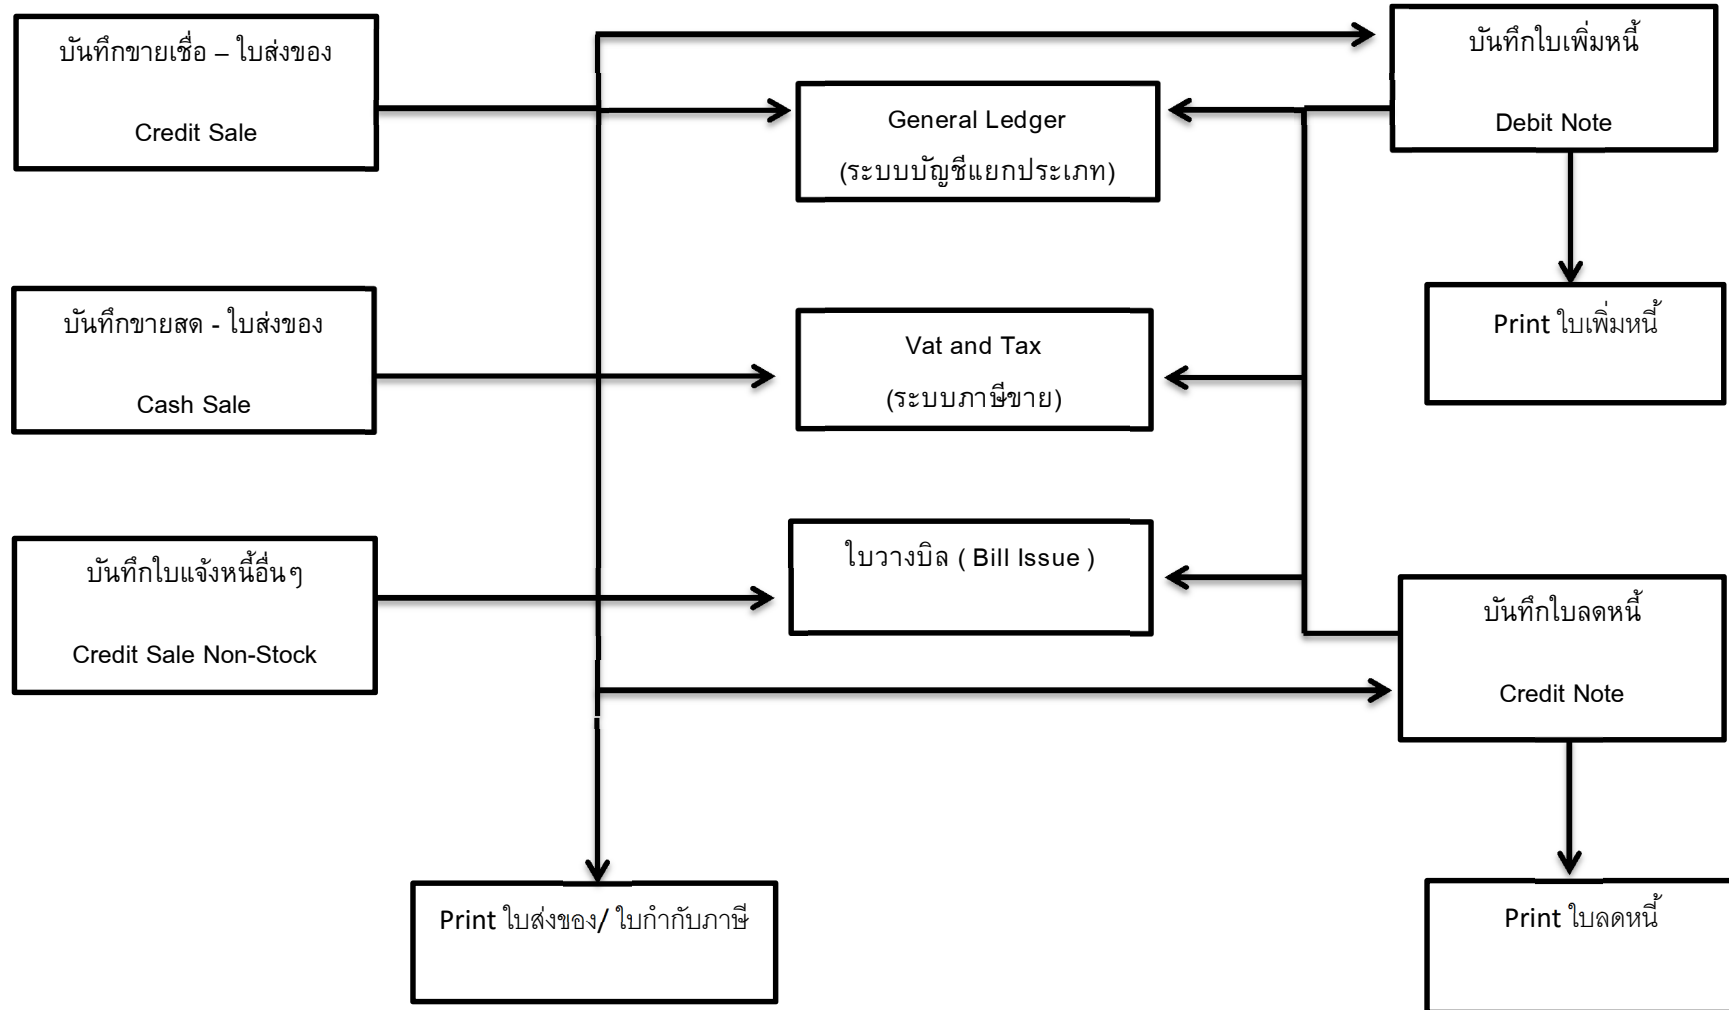 บันทึกขายเชื่อ – ใบส่งของ
Credit Sale
General Ledger
(ระบบบัญชีแยกประเภท)
บันทึกใบเพิ่มหนี้
Debit Note
บันทึกขายสด - ใบส่งของ
Cash Sale
Vat and Tax
(ระบบภาษีขาย)
Print ใบเพิ่มหนี้
บันทึกใบแจ้งหนี้อื่นๆ
Credit Sale Non-Stock
ใบวางบิล ( Bill Issue )
บันทึกใบลดหนี้
Credit Note
Print ใบส่งของ/ ใบกำกับภาษี
Print ใบลดหนี้